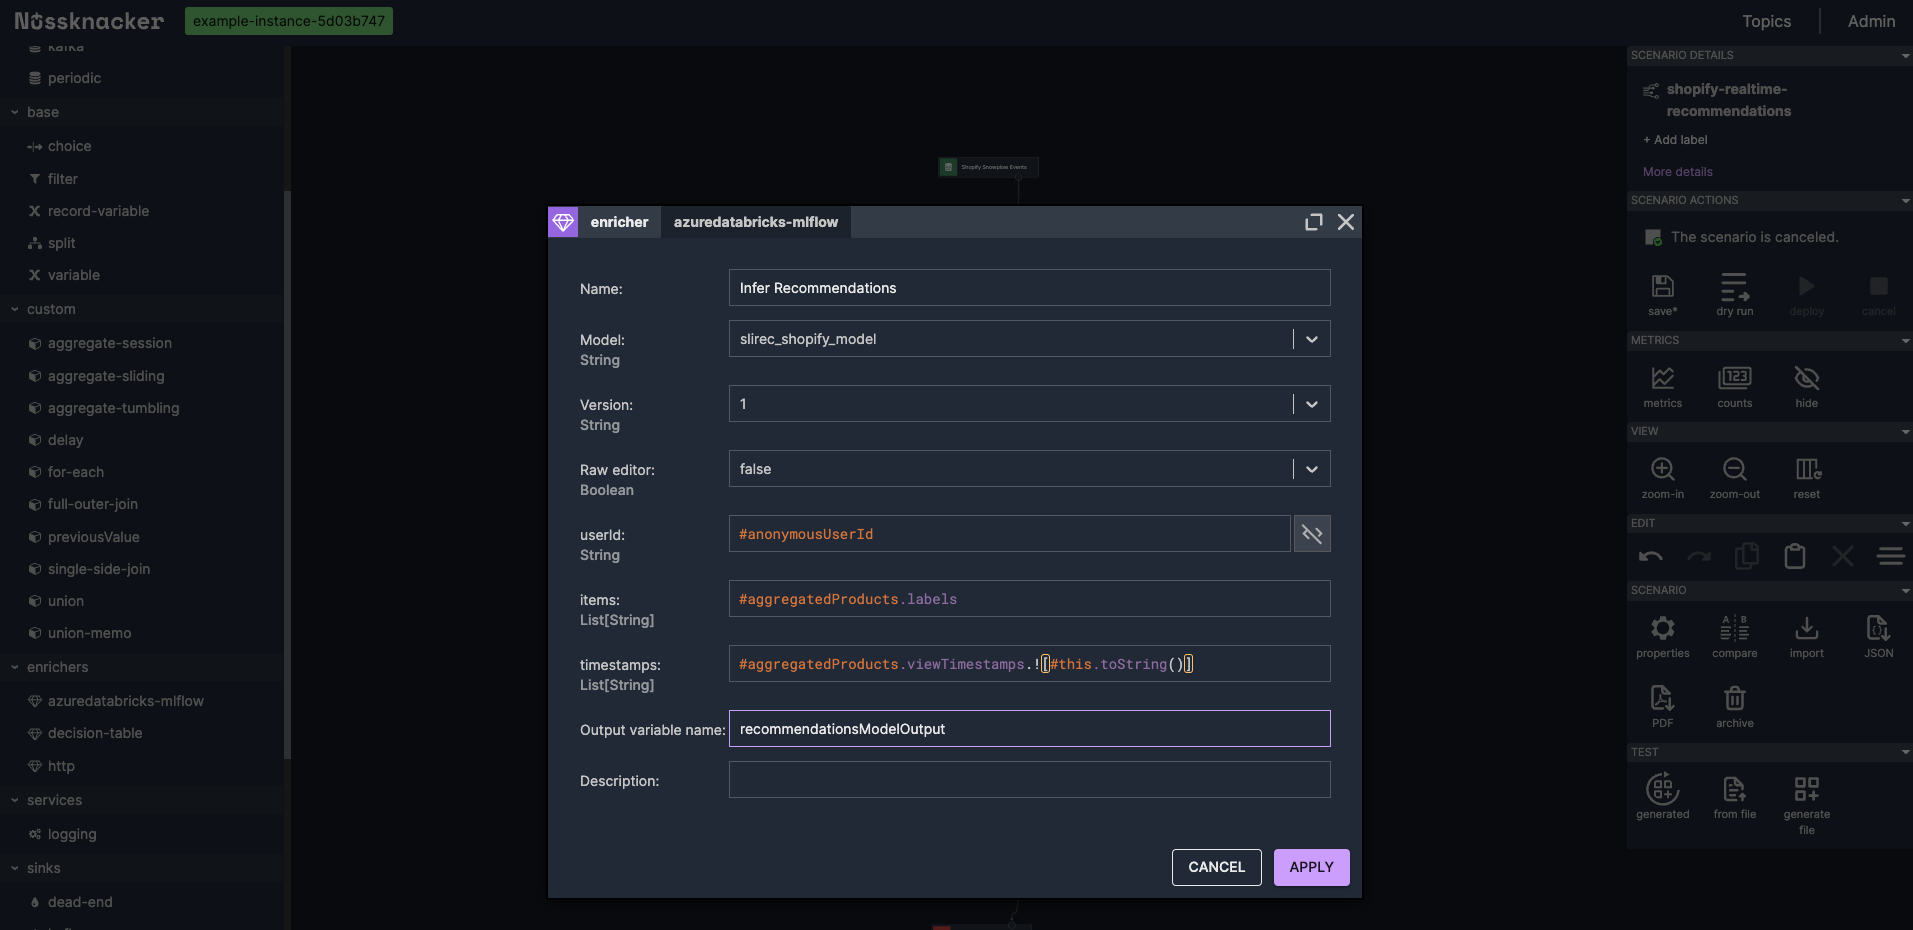 Nussknacker
example-instance-5d03b747
Topics
Admin
kafka
periodic
base
choice
filter
record-variable
split
variable
custom
aggregate-session
aggregate-sliding
aggregate-tumbling
delay
for-each
full-outer-join
previousValue
single-side-join
union
union-memo
enrichers
azuredatabricks-mlflow
decision-table
http
services
logging
sinks
dead-end
Shopify Snowplow Events
enricher
azuredatabricks-mlflow
Name:
Infer Recommendations
Model:
String
slirec_shopify_model
Version:
String
1
Raw editor:
Boolean
false
userId:
String
#anonymousUserId
items:
List[String]
#aggregatedProducts.labels
timestamps:
List[String]
#aggregatedProducts.viewTimestamps.![#this.toString()]
Output variable name:
recommendationsModelOutput
Description:
CANCEL
APPLY
SCENARIO DETAILS
shopify-realtime-
recommendations
+ Add label
More details
SCENARIO ACTIONS
The scenario is canceled.
save*
dry run
deploy
cancel
METRICS
metrics
123
counts
hide
VIEW
zoom-in
zoom-out
reset
EDIT
SCENARIO
properties
A B
compare
import
JSON
PDF
archive
TEST
generated
from file
generate
file